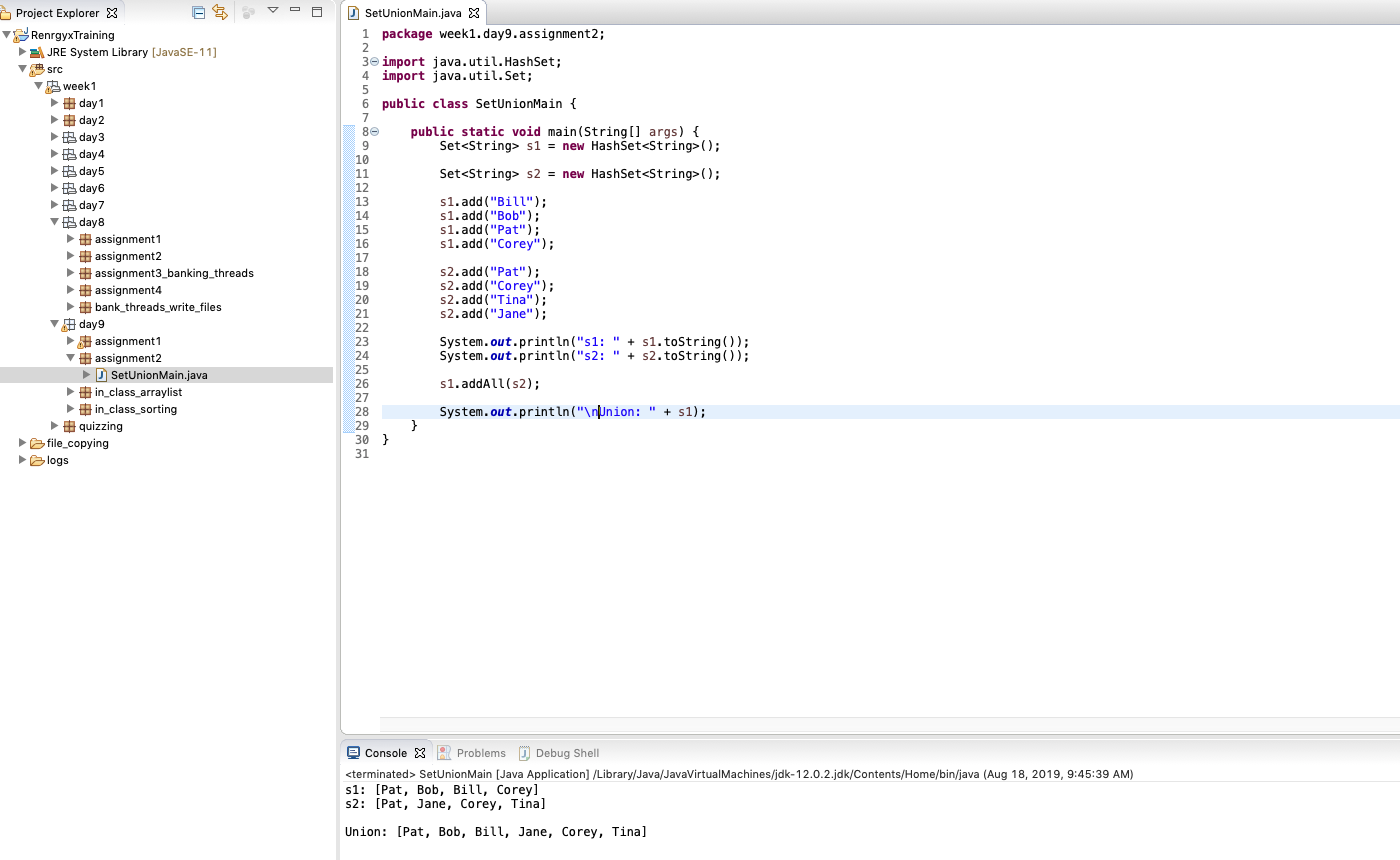 Project Explorer
RenrgyxTraining
JRE System Library [JavaSE-11]
src
week1
day1
day2
day3
day4
day5
day6
day7
day8
assignment1
assignment2
assignment3_banking_threads
assignment4
bank_threads_write_files
day9
assignment1
assignment2
SetUnionMain.java
in_class_arraylist
in_class_sorting
quizzing
file_copying
logs
SetUnionMain.java
1 package week1.day9.assignment2;
2
3 import java.util.HashSet;
4 import java.util.Set;
5
6 public class SetUnionMain {
7
8     public static void main(String[] args) {
9         Set<String> s1 = new HashSet<String>();
10
11         Set<String> s2 = new HashSet<String>();
12
13         s1.add("Bill");
14         s1.add("Bob");
15         s1.add("Pat");
16         s1.add("Corey");
17
18         s2.add("Pat");
19         s2.add("Corey");
20         s2.add("Tina");
21         s2.add("Jane");
22
23         System.out.println("s1: " + s1.toString());
24         System.out.println("s2: " + s2.toString());
25
26         s1.addAll(s2);
27
28         System.out.println("\nUnion: " + s1);
29     }
30 }
31
Console Problems Debug Shell
<terminated> SetUnionMain [Java Application] /Library/Java/JavaVirtualMachines/jdk-12.0.2.jdk/Contents/Home/bin/java (Aug 18, 2019, 9:45:39 AM)
s1: [Pat, Bob, Bill, Corey]
s2: [Pat, Jane, Corey, Tina]

Union: [Pat, Bob, Bill, Jane, Corey, Tina]